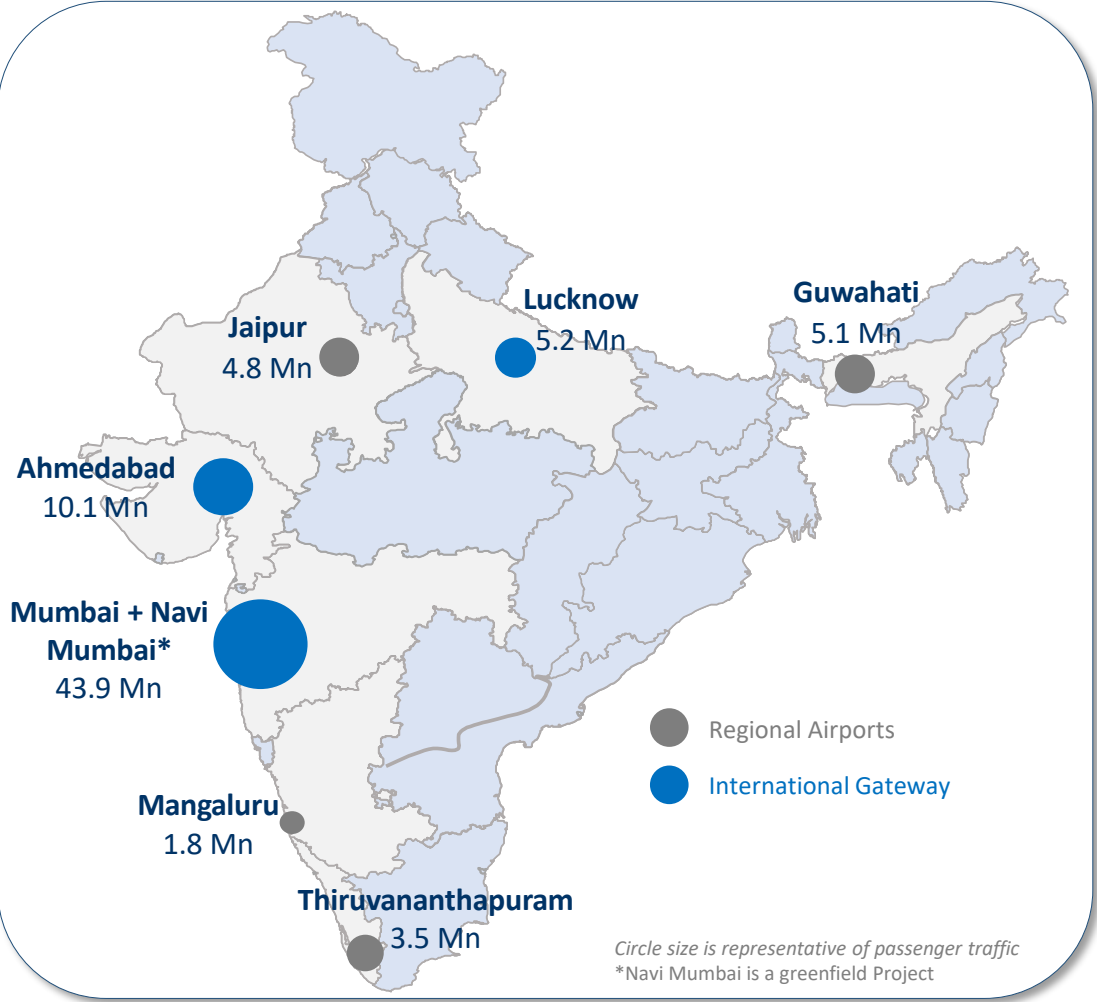 Lucknow
5.2 Mn
Guwahati
5.1 Mn
Jaipur
4.8 Mn
Ahmedabad
10.1 Mn
Mumbai + Navi
Mumbai*
43.9 Mn
Regional Airports
International Gateway
Mangaluru
1.8 Mn
Thiruvananthapuram
3.5 Mn
Circle size is representative of passenger traffic
*Navi Mumbai is a greenfield Project